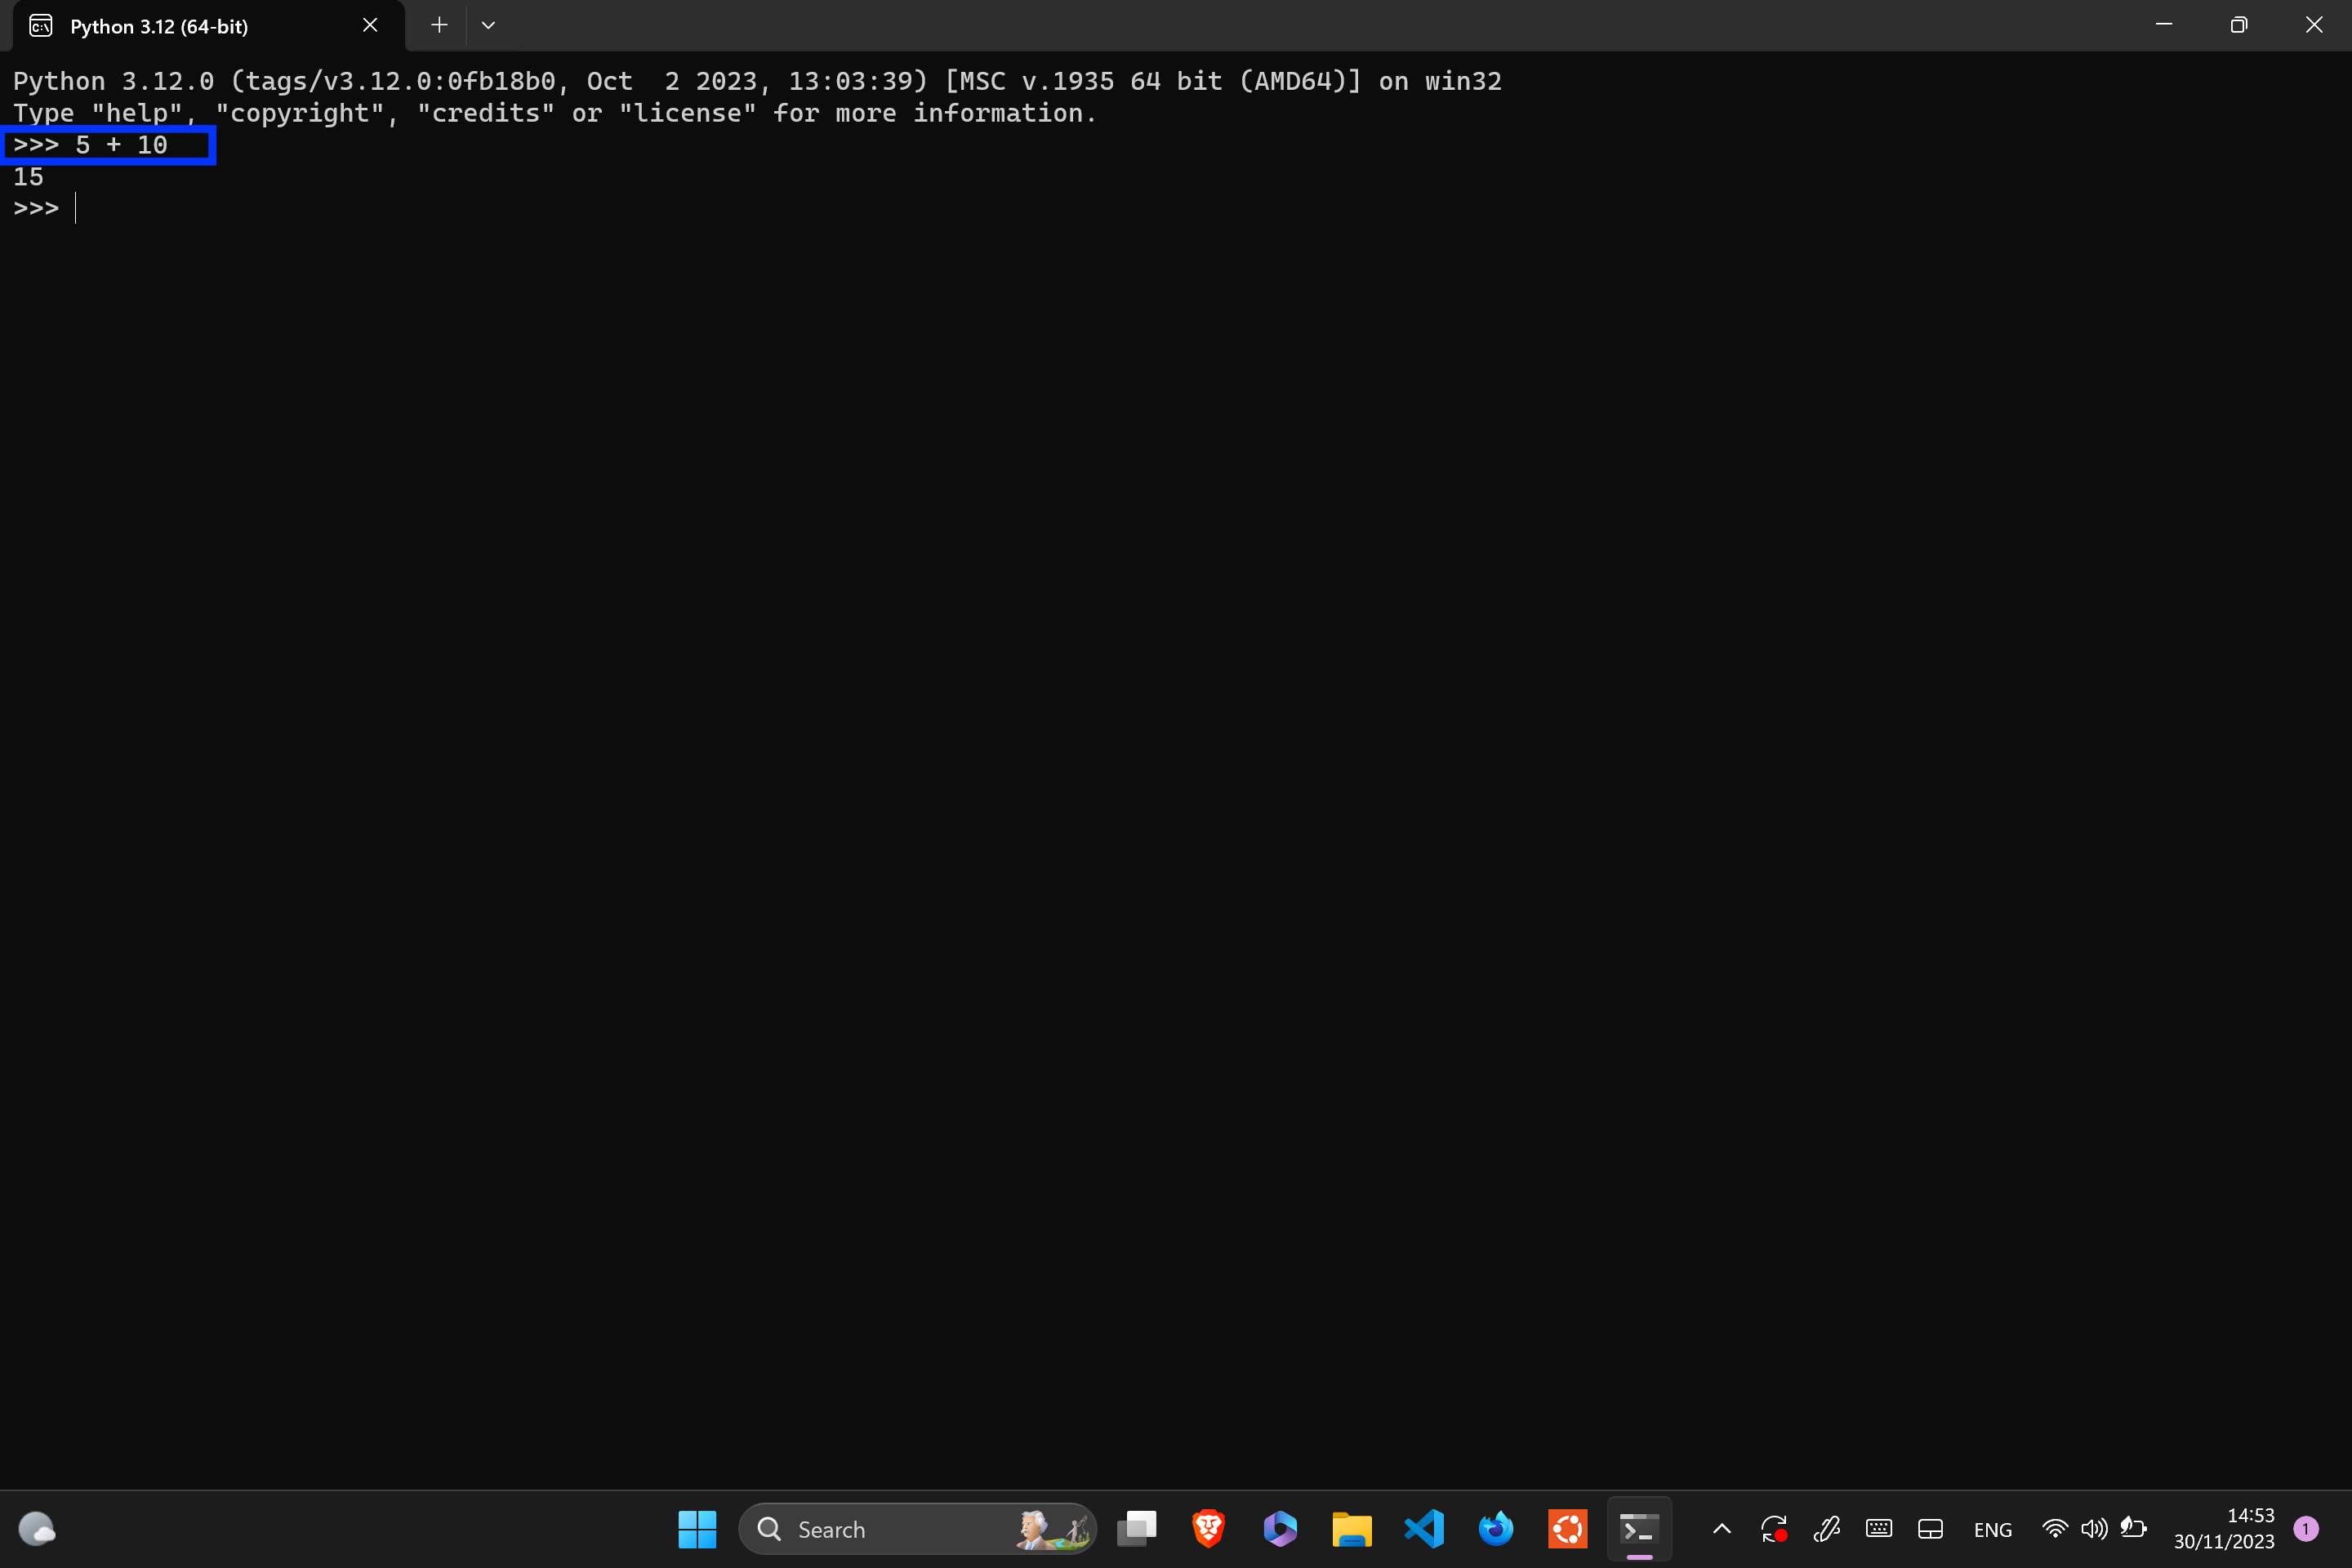 Python 3.12 (64-bit)
Python 3.12.0 (tags/v3.12.0:0fb18b0, Oct  2 2023, 13:03:39) [MSC v.1935 64 bit (AMD64)] on win32
Type "help", "copyright", "credits" or "license" for more information.
>>> 5 + 10
15
>>>
Search
ENG
14:53
30/11/2023
1